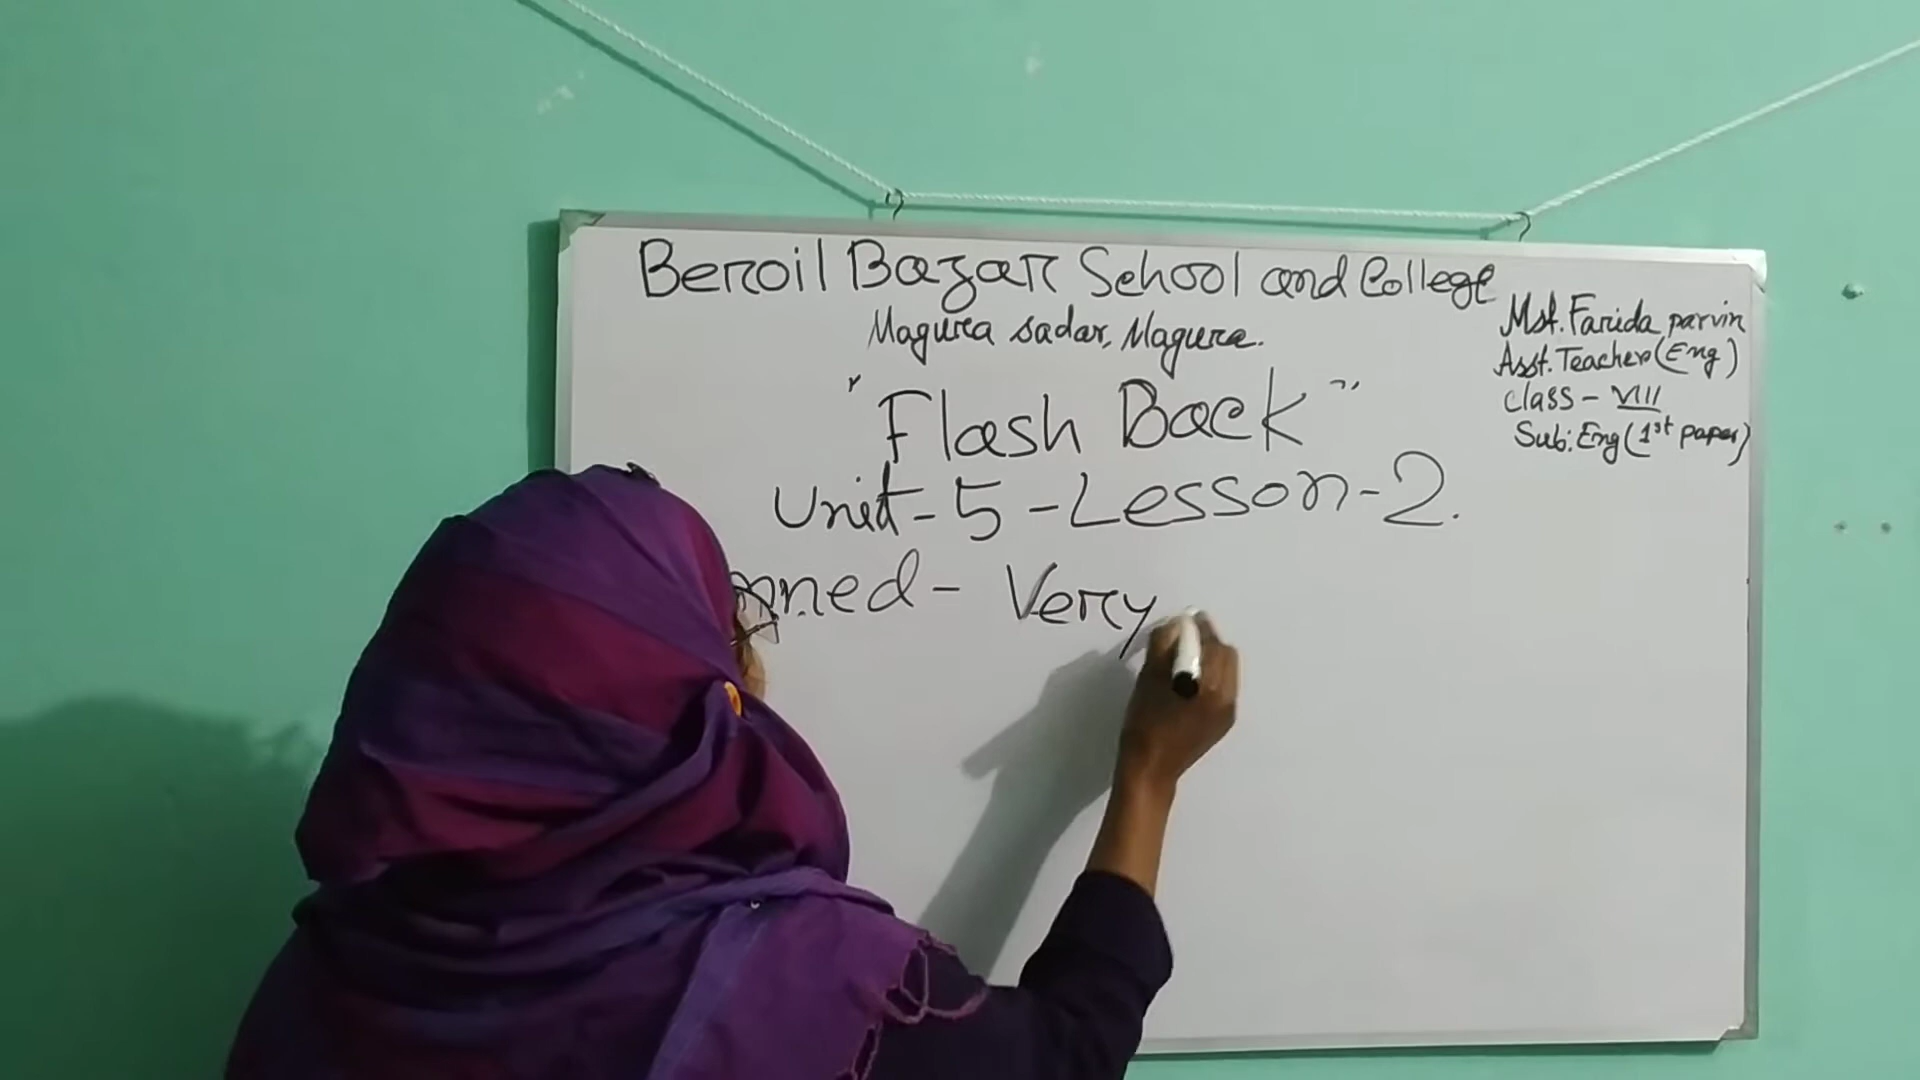 Beroil Bazar School and College
Magura sadar, Magura.
Mst. Farida parvin
Asst. Teacher (Eng)
Class - VIII
Sub: Eng (1st paper)
"Flash Back"
Unit - 5 - Lesson - 2.
Very